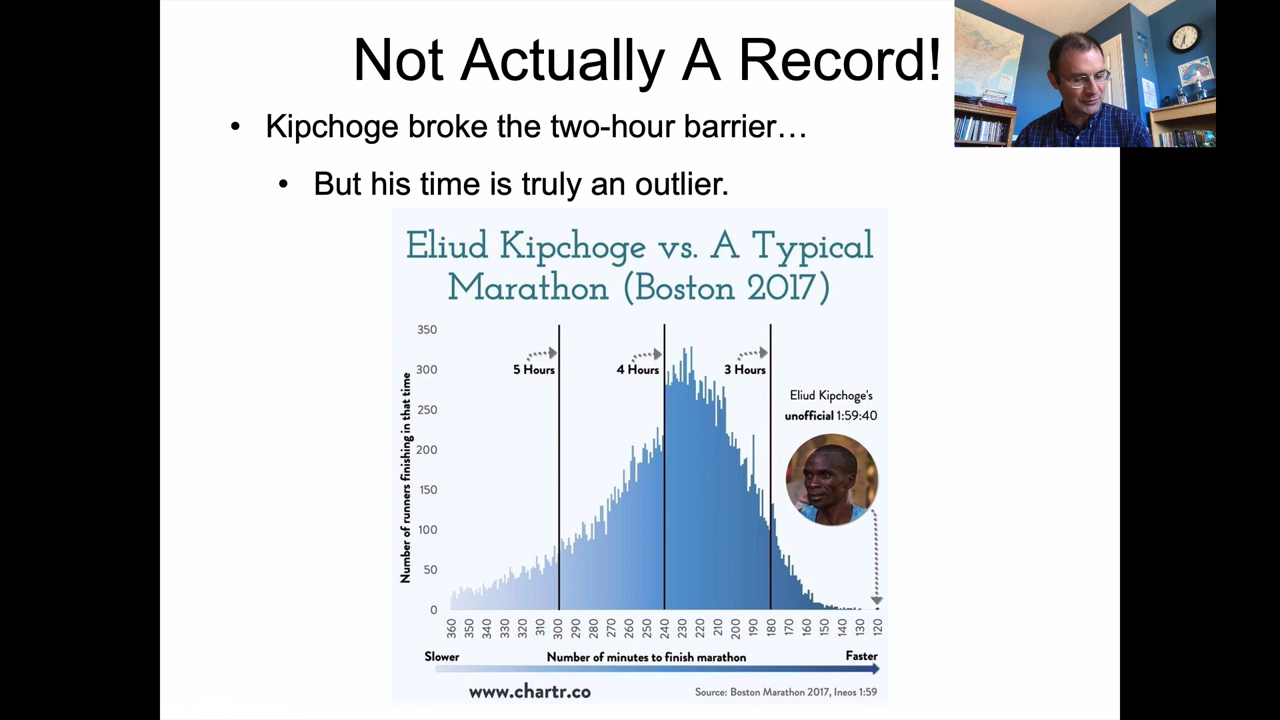 Not Actually A Record!
• Kipchoge broke the two-hour barrier…
• But his time is truly an outlier.
Eliud Kipchoge vs. A Typical
Marathon (Boston 2017)
350
300
250
200
150
100
50
0
Number of runners finishing in that time
5 Hours
4 Hours
3 Hours
Eliud Kipchoge's
unofficial 1:59:40
360 350 340 330 320 310 300 290 280 270 260 250 240 230 220 210 200 190 180 170 160 150 140 130 120
Slower Number of minutes to finish marathon Faster
www.chartr.co
Source: Boston Marathon 2017, Ineos 1:59